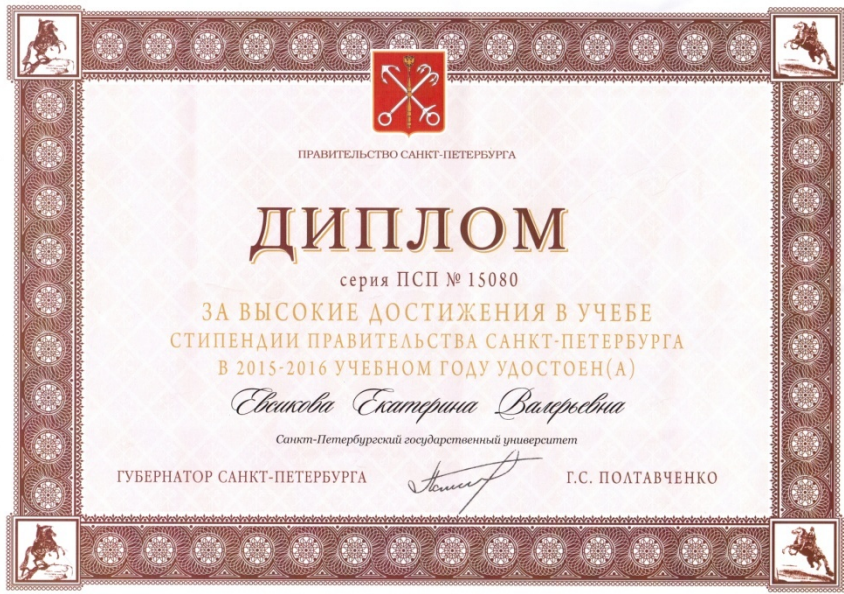 ПРАВИТЕЛЬСТВО САНКТ-ПЕТЕРБУРГА
ДИПЛОМ
серия ПСП № 15080
ЗА ВЫСОКИЕ ДОСТИЖЕНИЯ В УЧЕБЕ
СТИПЕНДИИ ПРАВИТЕЛЬСТВА САНКТ-ПЕТЕРБУРГА
В 2015-2016 УЧЕБНОМ ГОДУ УДОСТОЕН(А)
Евсикова Екатерина Валерьевна
Санкт-Петербургский государственный университет
ГУБЕРНАТОР САНКТ-ПЕТЕРБУРГА Г.С. ПОЛТАВЧЕНКО